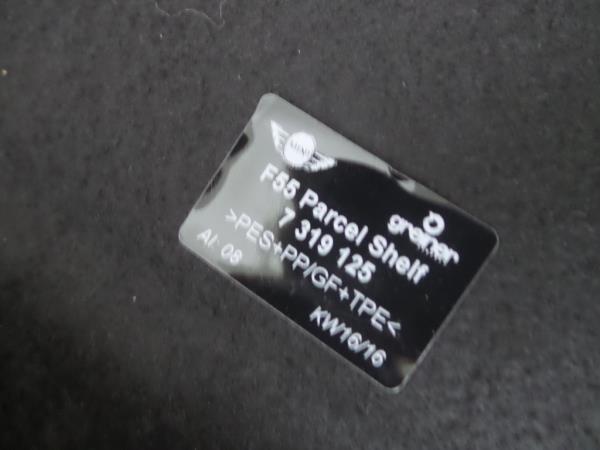 MINI
greiner
F55 Parcel Shelf
7 319 125
>PES+PP/GF+TPE<
AI: 08
KW16/16